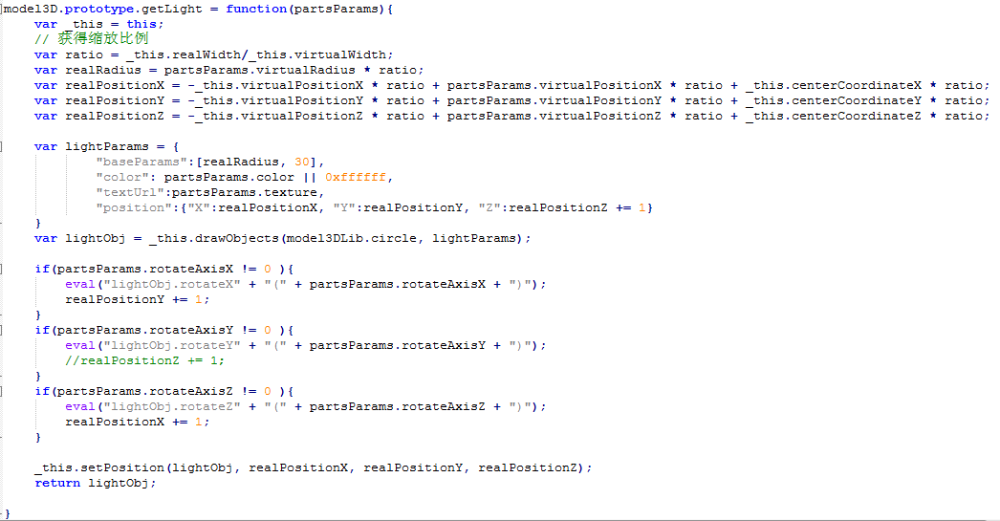 model3D.prototype.getLight = function(partsParams){
var _this = this;
// 获得缩放比例
var ratio = _this.realWidth/_this.virtualWidth;
var realRadius = partsParams.virtualRadius * ratio;
var realPositionX = -_this.virtualPositionX * ratio + partsParams.virtualPositionX * ratio + _this.centerCoordinateX * ratio;
var realPositionY = -_this.virtualPositionY * ratio + partsParams.virtualPositionY * ratio + _this.centerCoordinateY * ratio;
var realPositionZ = -_this.virtualPositionZ * ratio + partsParams.virtualPositionZ * ratio + _this.centerCoordinateZ * ratio;
var lightParams = {
"baseParams":[realRadius, 30],
"color": partsParams.color || 0xffffff,
"textUrl":partsParams.texture,
"position":{"X":realPositionX, "Y":realPositionY, "Z":realPositionZ += 1}
}
var lightObj = _this.drawObjects(model3DLib.circle, lightParams);
if(partsParams.rotateAxisX != 0 ){
eval("lightObj.rotateX" + "(" + partsParams.rotateAxisX + ")");
realPositionY += 1;
}
if(partsParams.rotateAxisY != 0 ){
eval("lightObj.rotateY" + "(" + partsParams.rotateAxisY + ")");
//realPositionZ += 1;
}
if(partsParams.rotateAxisZ != 0 ){
eval("lightObj.rotateZ" + "(" + partsParams.rotateAxisZ + ")");
realPositionX += 1;
}
_this.setPosition(lightObj, realPositionX, realPositionY, realPositionZ);
return lightObj;
}